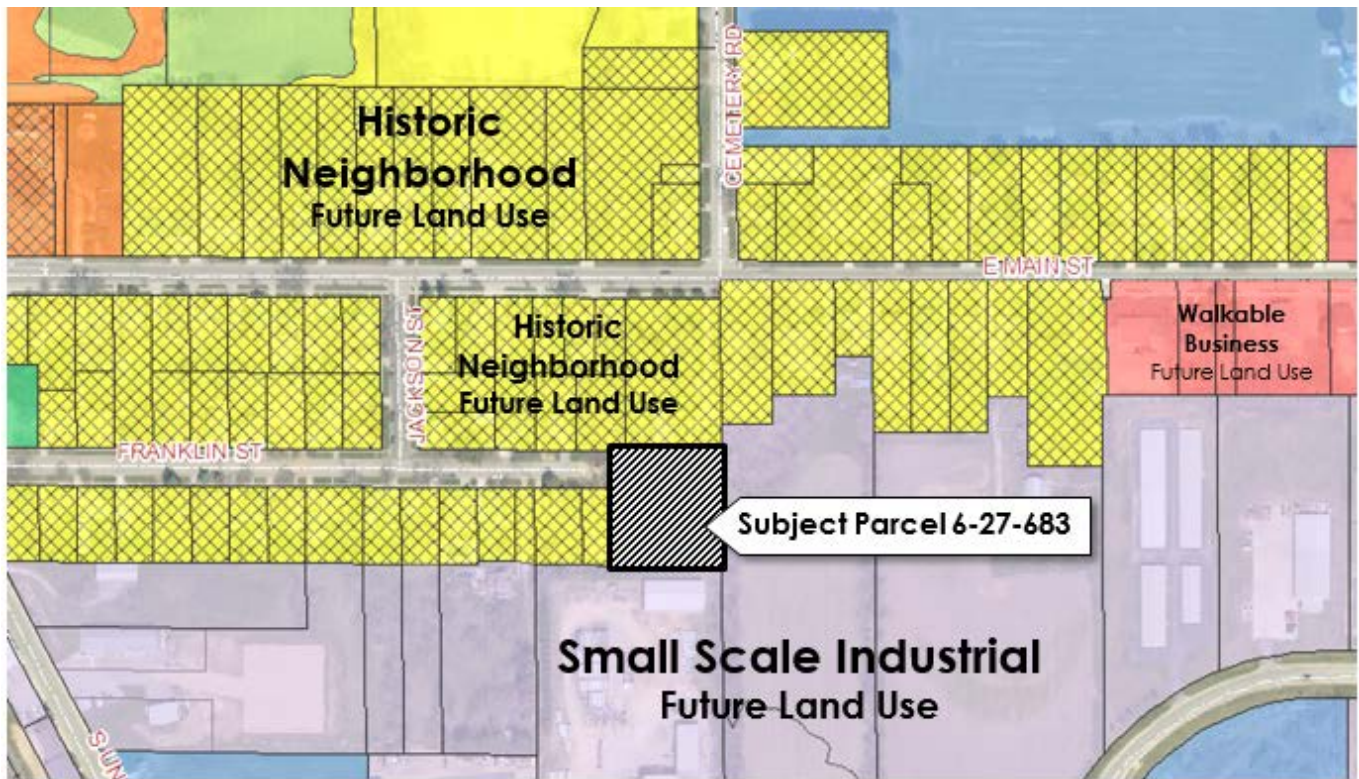 CEMETERY RD
Historic
Neighborhood
Future Land Use
E MAIN ST
JACKSON ST
Historic
Neighborhood
Future Land Use
Walkable
Business
Future Land Use
FRANKLIN ST
Subject Parcel 6-27-683
Small Scale Industrial
Future Land Use
S UN